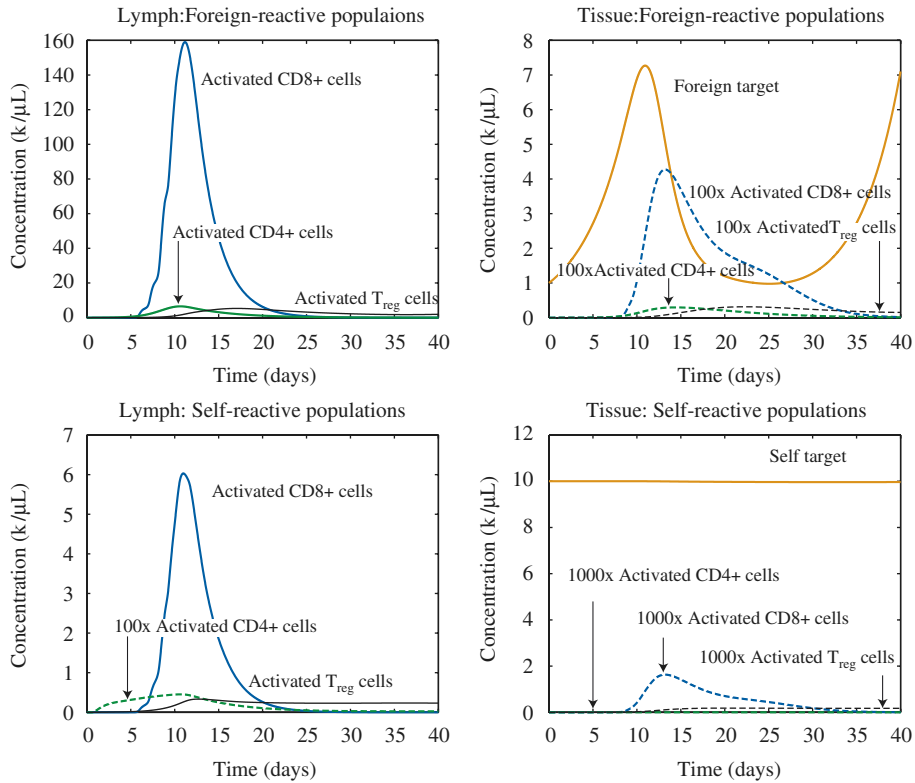 Lymph:Foreign-reactive populaions
Concentration (k/μL)
160
140
120
100
80
60
40
20
0
Activated CD8+ cells
Activated CD4+ cells
Activated Treg cells
0 5 10 15 20 25 30 35 40
Time (days)
Tissue:Foreign-reactive populations
Concentration (k/μL)
8
7
6
5
4
3
2
1
0
Foreign target
100x Activated CD8+ cells
100x ActivatedTreg cells
100xActivated CD4+ cells
0 5 10 15 20 25 30 35 40
Time (days)
Lymph: Self-reactive populations
Concentration (k/μL)
7
6
5
4
3
2
1
0
Activated CD8+ cells
100x Activated CD4+ cells
Activated Treg cells
0 5 10 15 20 25 30 35 40
Time (days)
Tissue: Self-reactive populations
Concentration (k/μL)
12
10
8
6
4
2
0
Self target
1000x Activated CD4+ cells
1000x Activated CD8+ cells
1000x Activated Treg cells
0 5 10 15 20 25 30 35 40
Time (days)